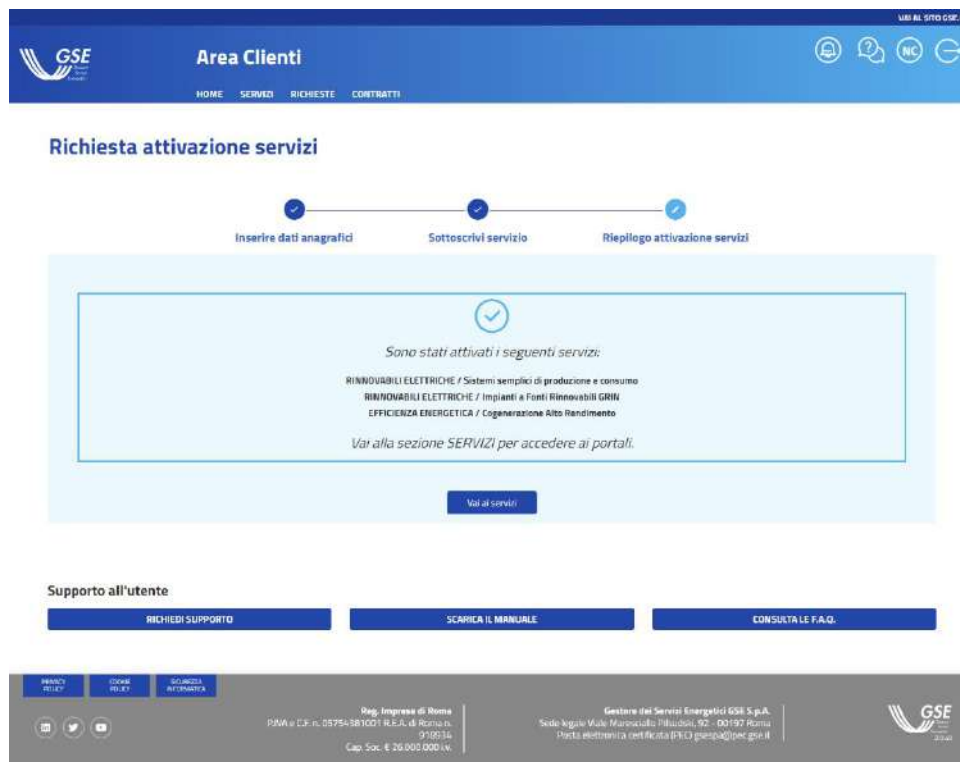 VAI AL SITO GSE.
GSE
Area Clienti
NC
HOME SERVIZI RICHIESTE CONTRATTI
Richiesta attivazione servizi
Inserire dati anagrafici
Sottoscrivi servizio
Riepilogo attivazione servizi
Sono stati attivati i seguenti servizi:
RINNOVABILI ELETTRICHE / Sistemi semplici di produzione e consumo
RINNOVABILI ELETTRICHE / Impianti a Fonti Rinnovabili GRIN
EFFICIENZA ENERGETICA / Cogenerazione Alto Rendimento
Vai alla sezione SERVIZI per accedere ai portali.
Vai ai servizi
Supporto all'utente
RICHIEDI SUPPORTO
SCARICA IL MANUALE
CONSULTA LE F.A.Q.
PRIVACY POLICY
COOKIE POLICY
SICUREZZA INFORMATICA
Reg. Imprese di Roma
P.IVA e C.F. n. 05754381001 R.E.A. di Roma n.
918934
Cap. Soc. € 26.000.000 i.v.
Gestore dei Servizi Energetici GSE S.p.A.
Sede legale Viale Maresciallo Pilsudski, 92 - 00197 Roma
Posta elettronica certificata (PEC) gsespa@pec.gse.it
GSE